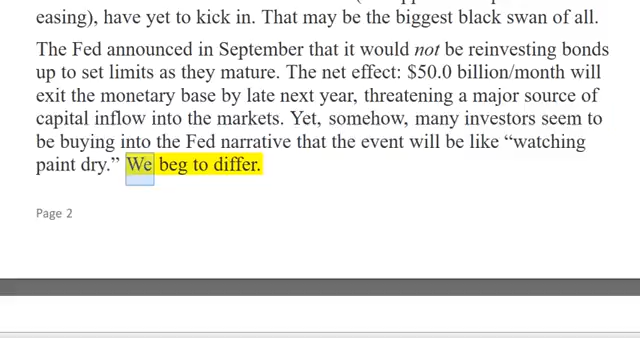 easing), have yet to kick in. That may be the biggest black swan of all.
The Fed announced in September that it would not be reinvesting bonds
up to set limits as they mature. The net effect: $50.0 billion/month will
exit the monetary base by late next year, threatening a major source of
capital inflow into the markets. Yet, somehow, many investors seem to
be buying into the Fed narrative that the event will be like “watching
paint dry.” We beg to differ.
Page 2